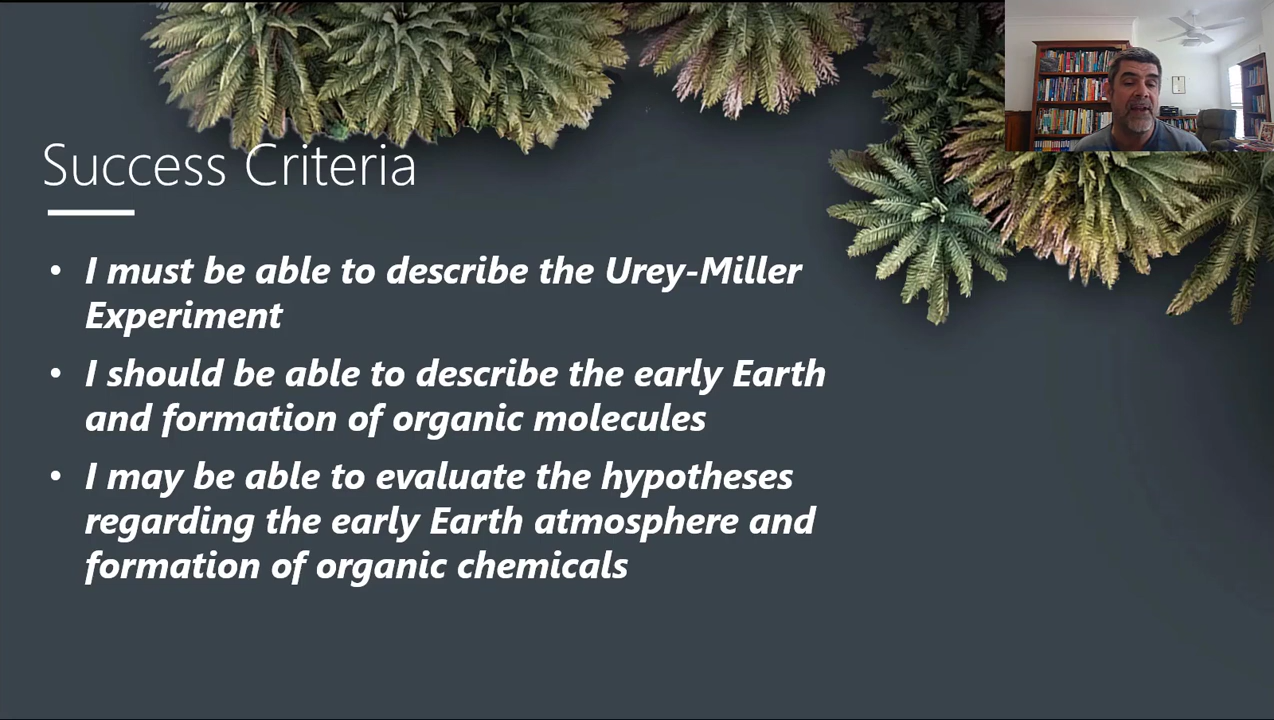 Success Criteria
• I must be able to describe the Urey-Miller
Experiment
• I should be able to describe the early Earth
and formation of organic molecules
• I may be able to evaluate the hypotheses
regarding the early Earth atmosphere and
formation of organic chemicals